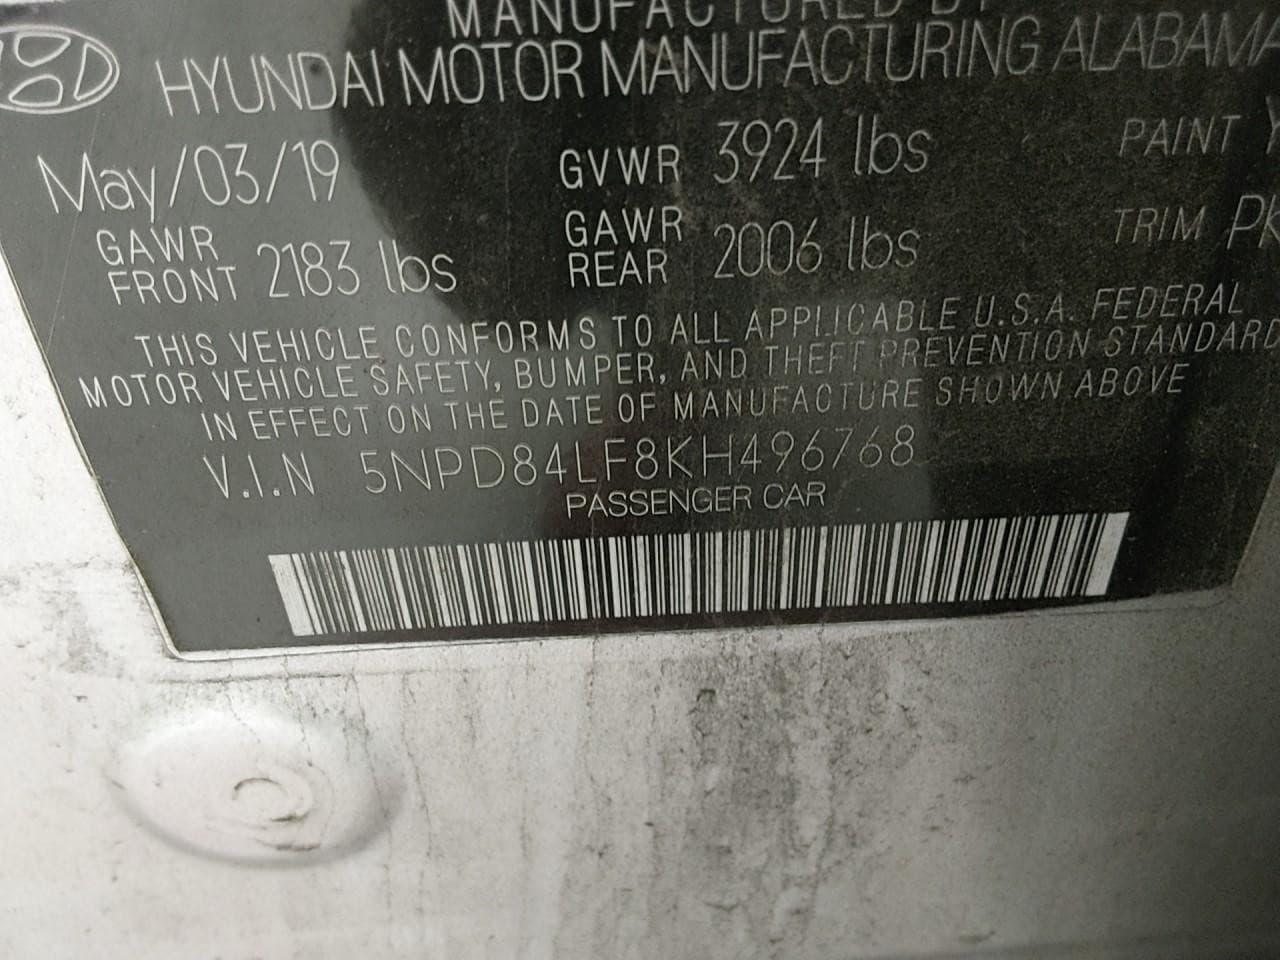 MANUFACTURED BY
HYUNDAI MOTOR MANUFACTURING ALABAMA
May/03/19 GVWR 3924 lbs PAINT
GAWR FRONT 2183 lbs GAWR REAR 2006 lbs TRIM
THIS VEHICLE CONFORMS TO ALL APPLICABLE U.S.A. FEDERAL
MOTOR VEHICLE SAFETY, BUMPER, AND THEFT PREVENTION STANDARD
IN EFFECT ON THE DATE OF MANUFACTURE SHOWN ABOVE
V.I.N 5NPD84LF8KH496768
PASSENGER CAR